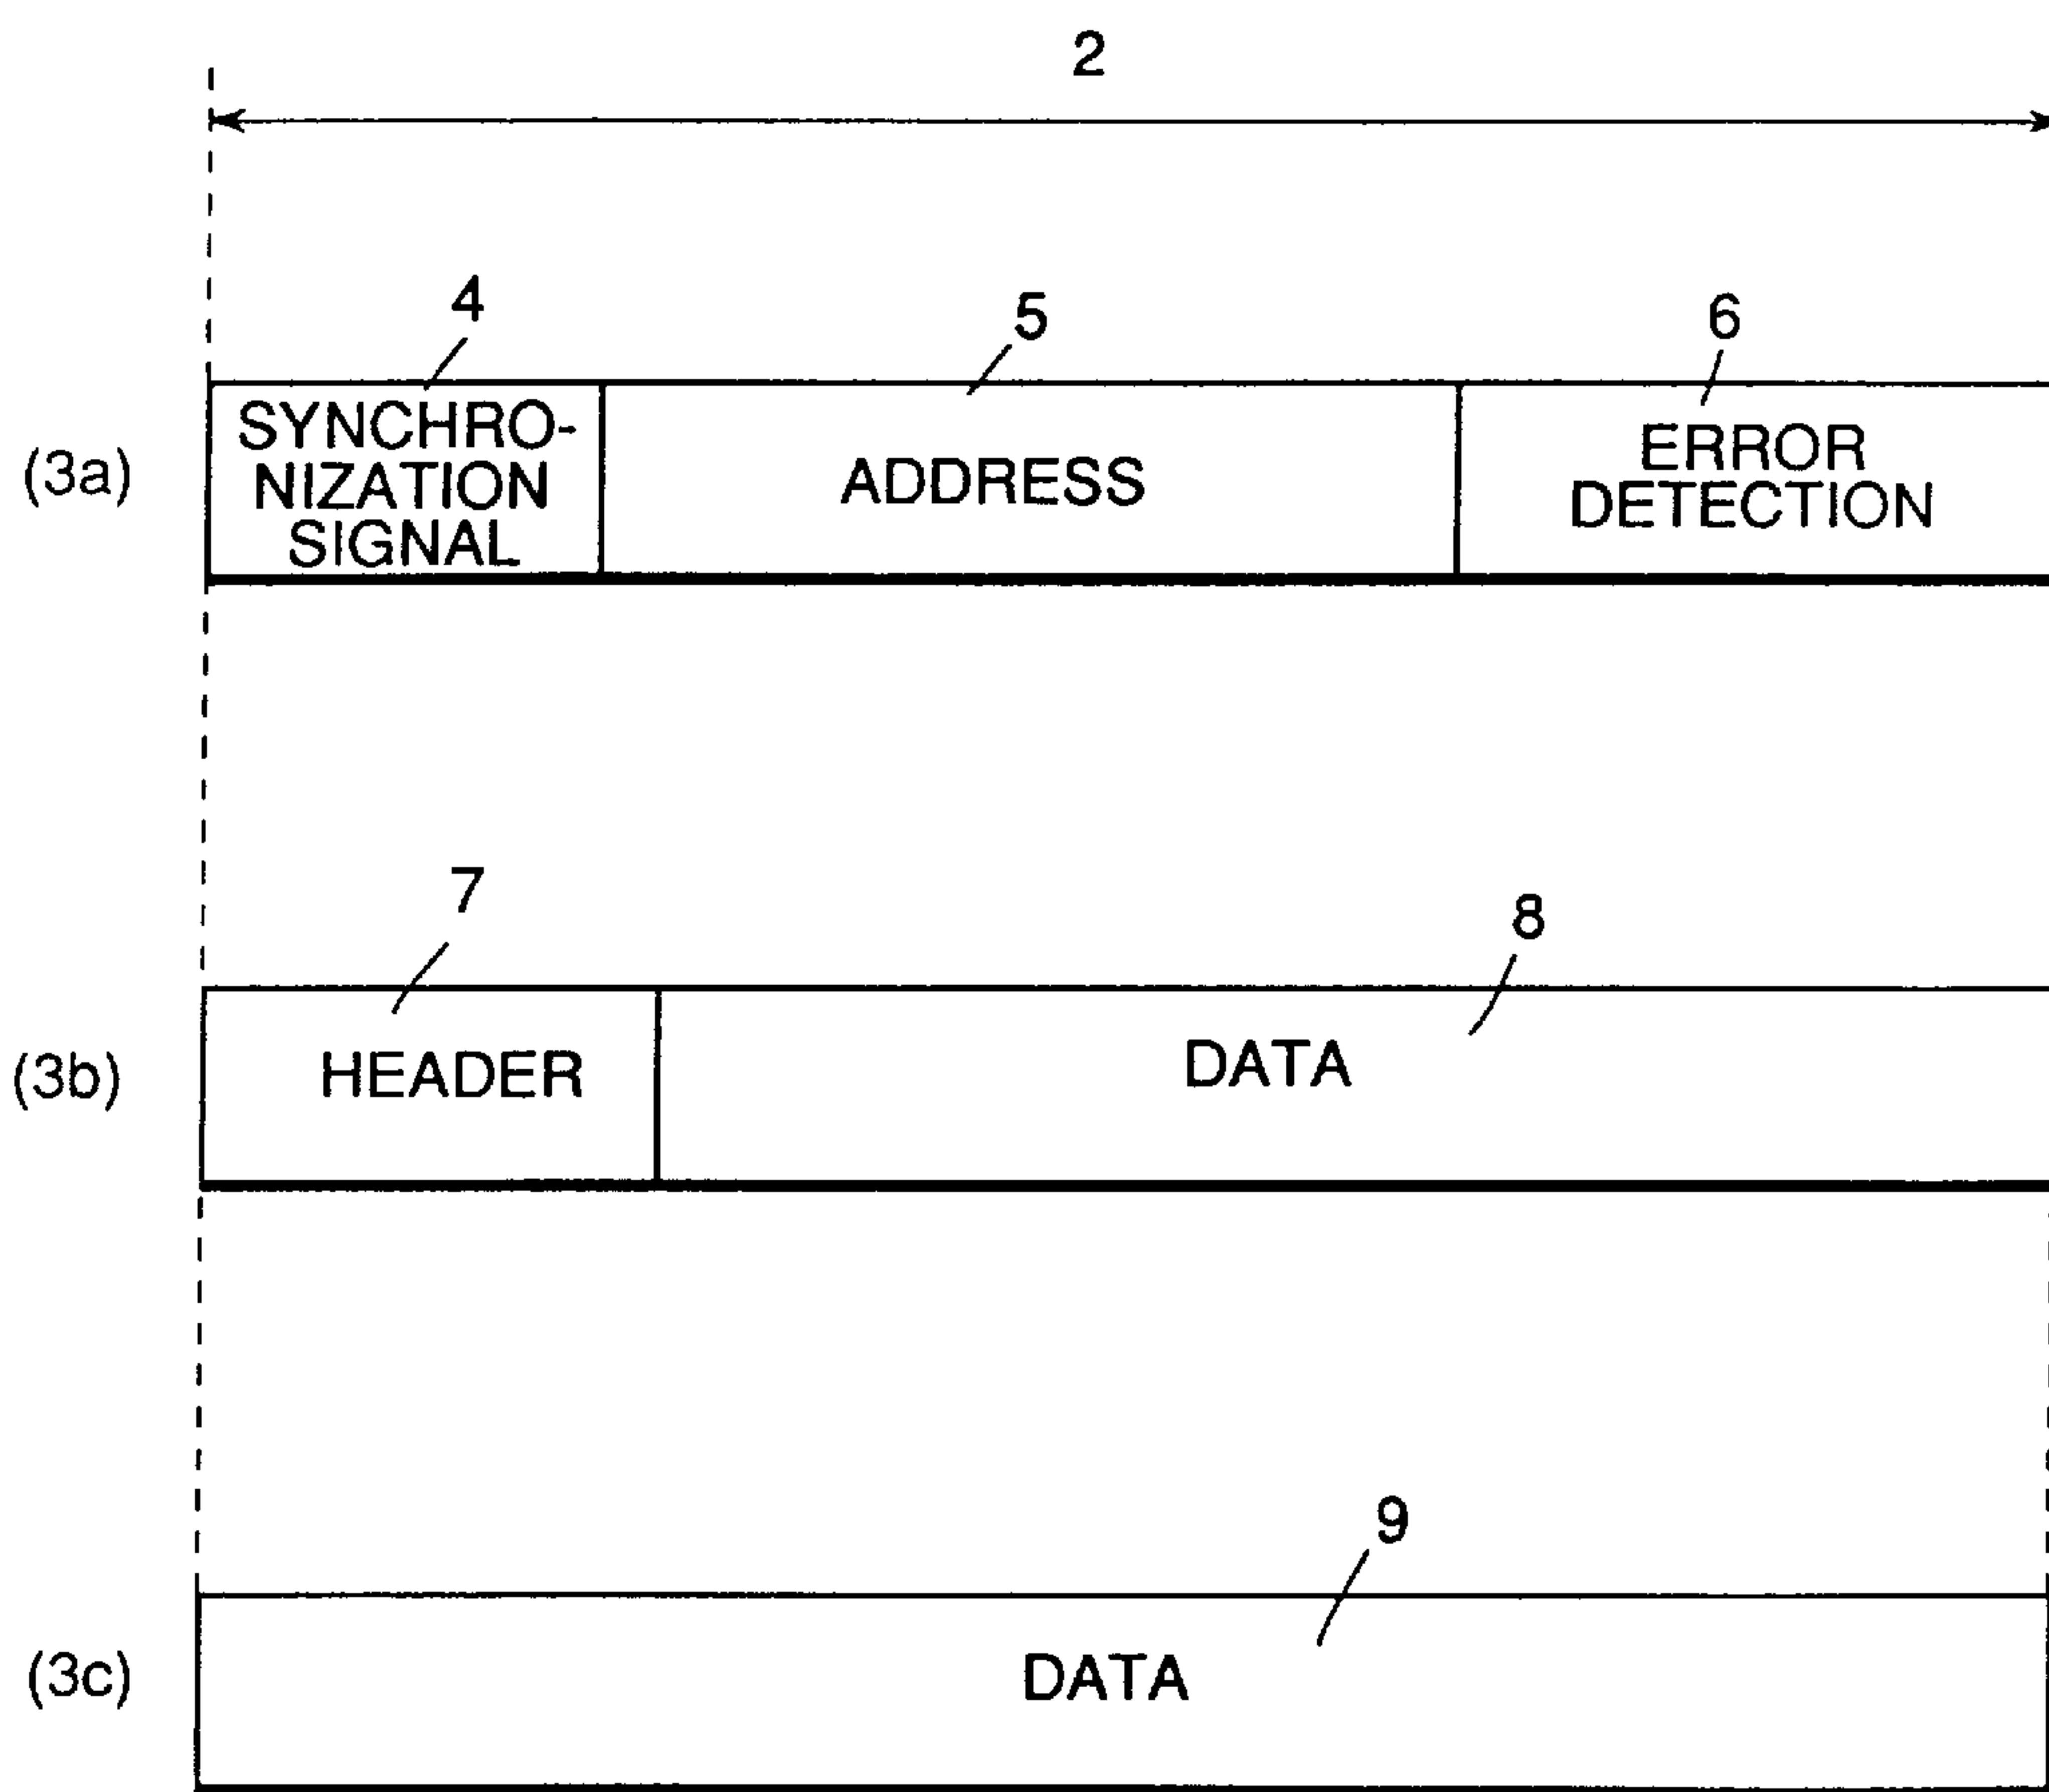 2
4
5
6
(3a)
SYNCHRO-
NIZATION
SIGNAL
ADDRESS
ERROR
DETECTION
7
8
(3b)
HEADER
DATA
9
(3c)
DATA